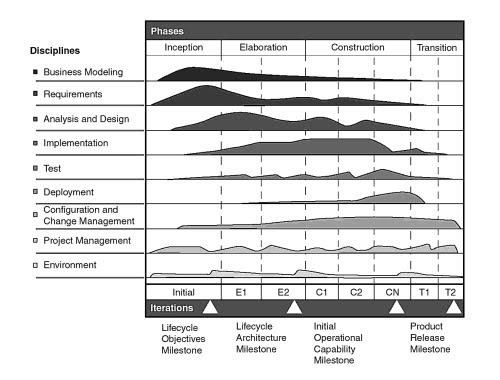 Phases
Disciplines
Inception Elaboration Construction Transition
Business Modeling
Requirements
Analysis and Design
Implementation
Test
Deployment
Configuration and
Change Management
Project Management
Environment
Initial E1 E2 C1 C2 CN T1 T2
Iterations
Lifecycle
Objectives
Milestone
Lifecycle
Architecture
Milestone
Initial
Operational
Capability
Milestone
Product
Release
Milestone